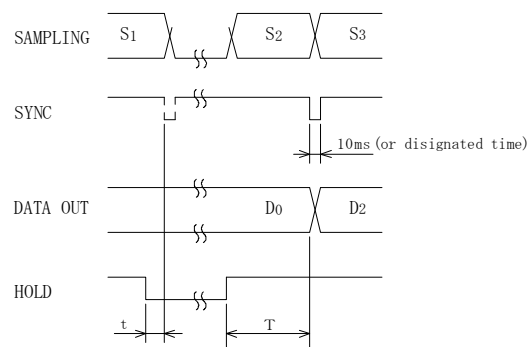 SAMPLING S1 S2 S3
SYNC
10ms(or disignated time)
DATA OUT D0 D2
HOLD
t T